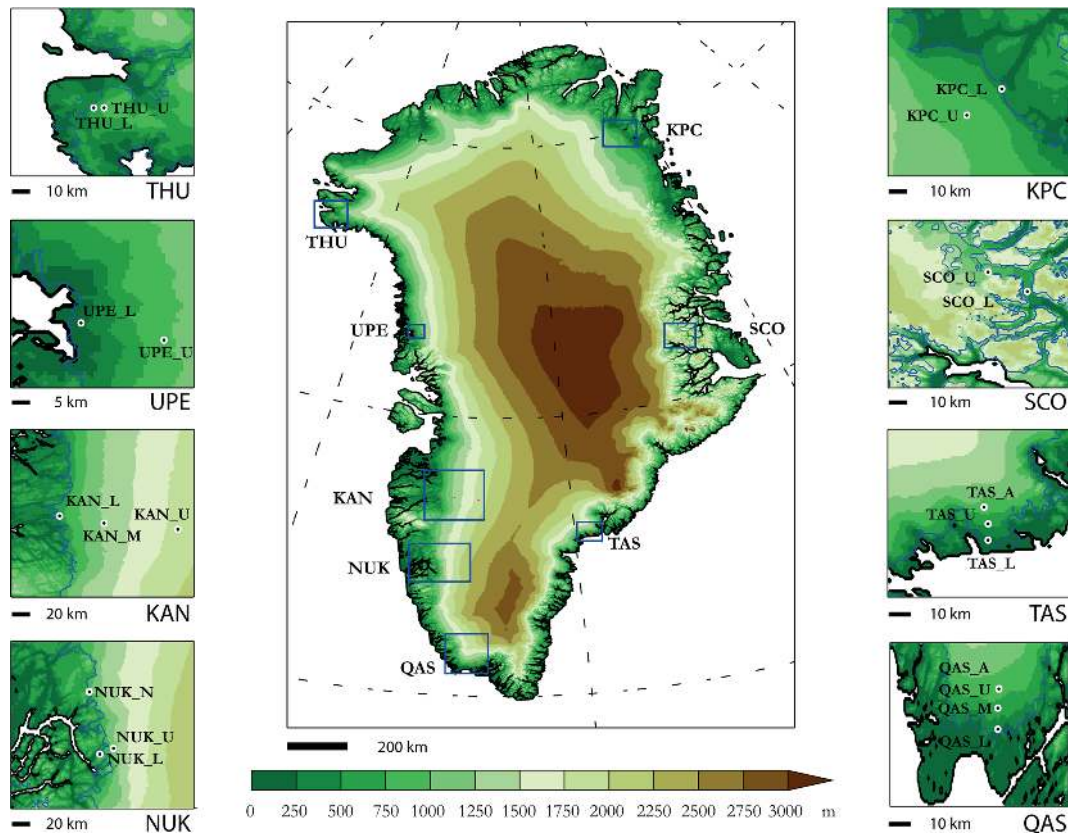 THU_U
THU_L
10 km
THU
UPE_L
UPE_U
5 km
UPE
KAN_L
KAN_U
KAN_M
20 km
KAN
NUK_N
NUK_U
NUK_L
20 km
NUK
KPC
THU
UPE
SCO
KAN
TAS
NUK
QAS
200 km
0 250 500 750 1000 1250 1500 1750 2000 2250 2500 2750 3000 m
KPC_L
KPC_U
10 km
KPC
SCO_U
SCO_L
10 km
SCO
TAS_A
TAS_U
TAS_L
10 km
TAS
QAS_A
QAS_U
QAS_M
QAS_L
10 km
QAS